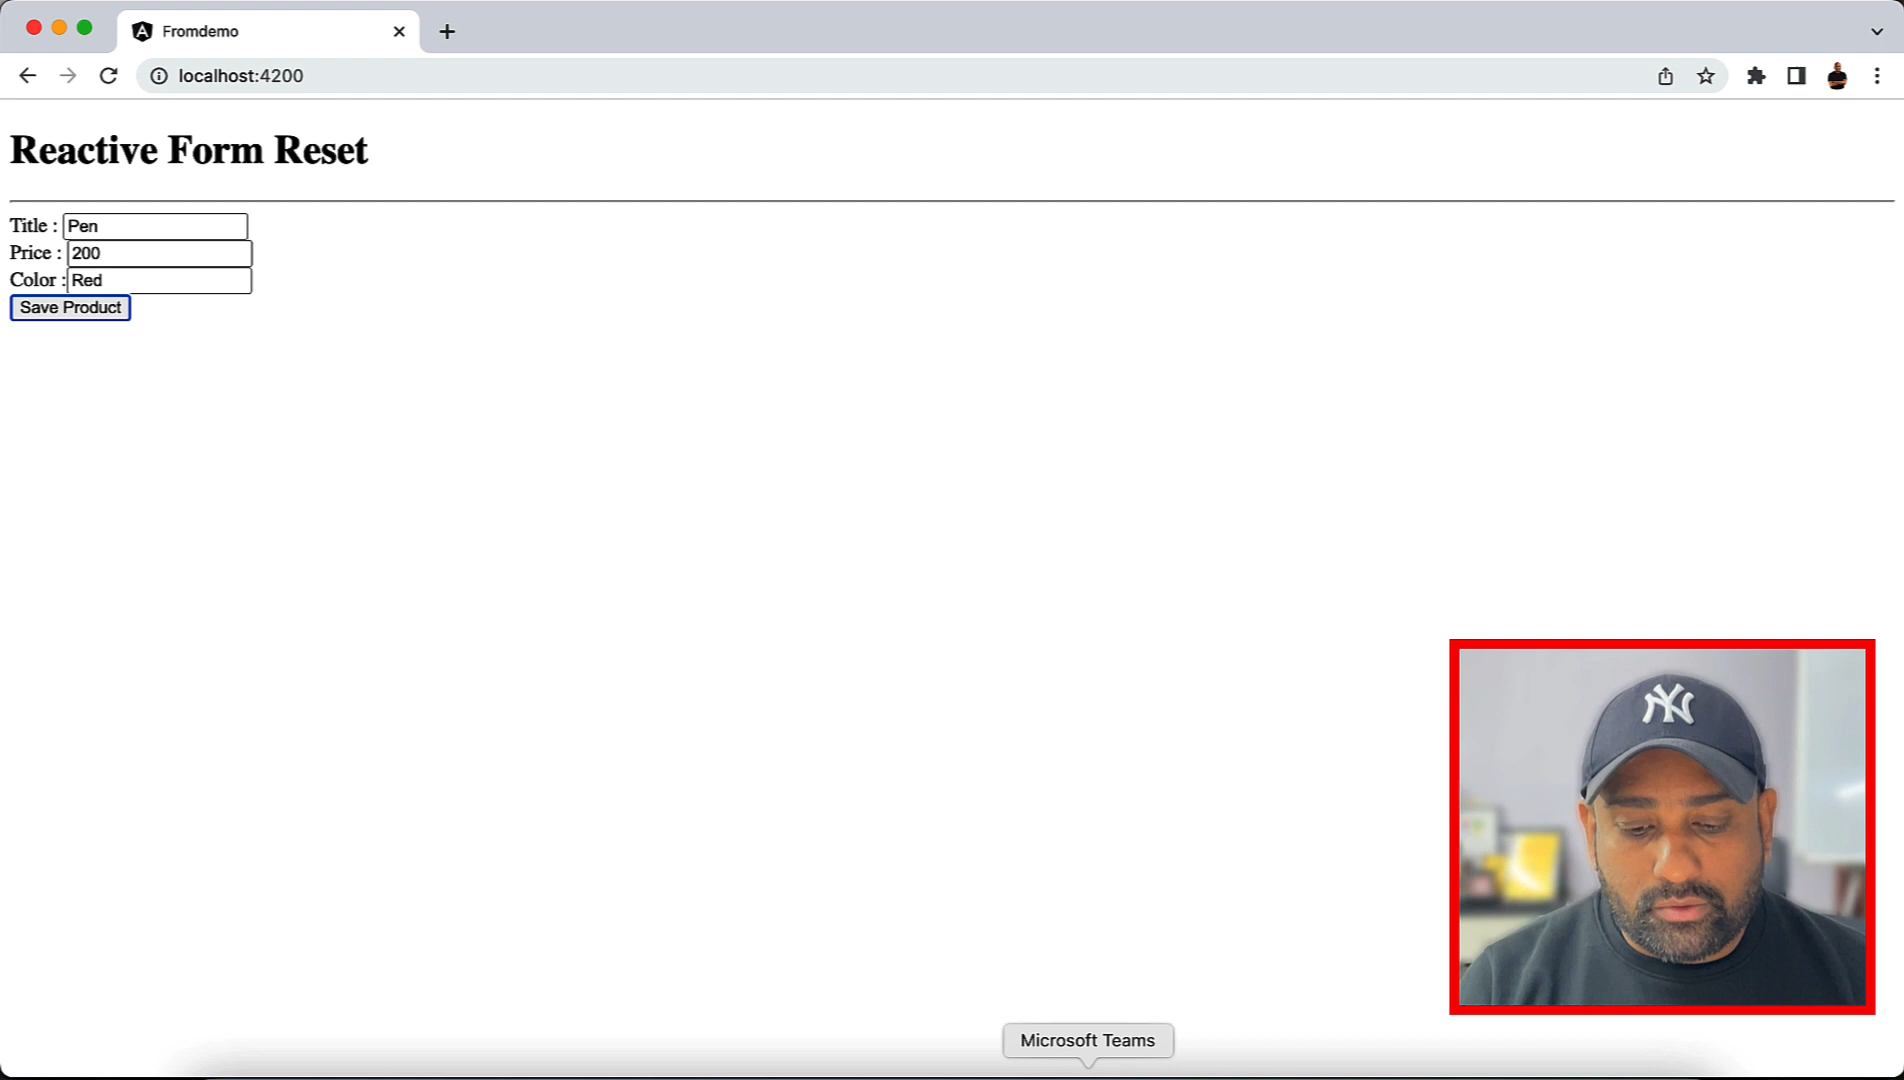 Fromdemo
localhost:4200
Reactive Form Reset
Title : Pen
Price : 200
Color : Red
Save Product
NY
Microsoft Teams